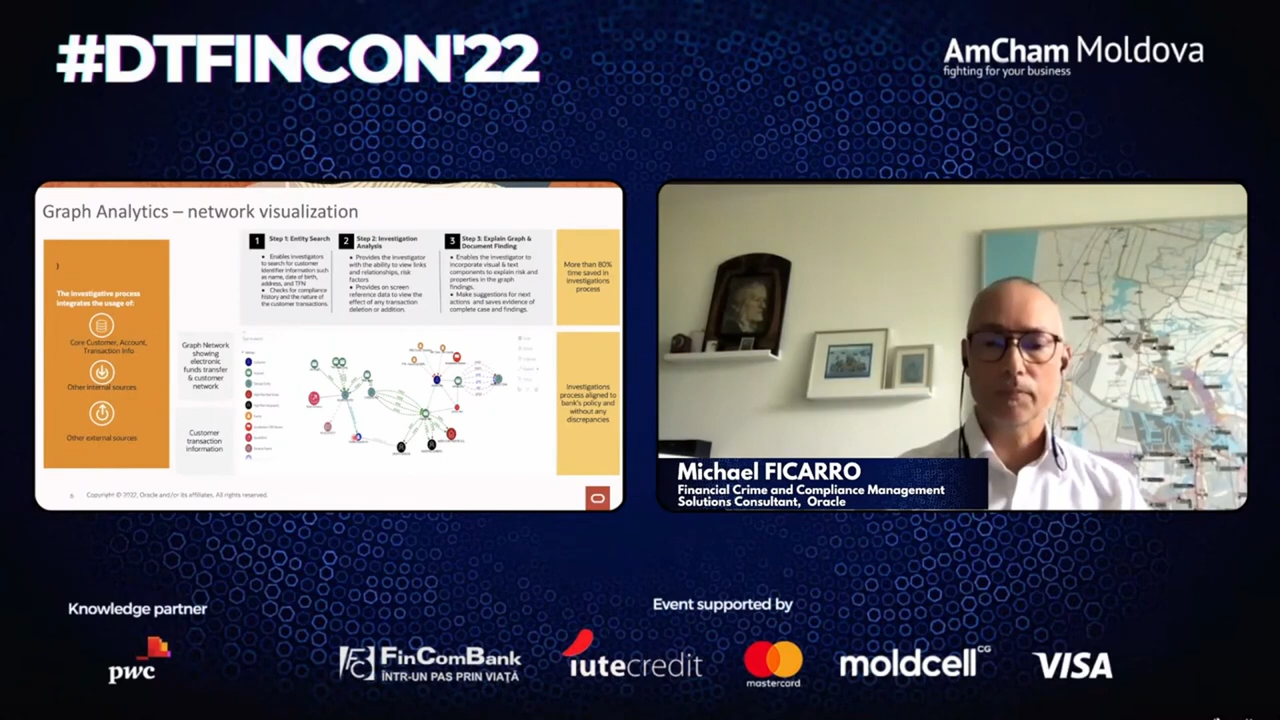 #DTFINCON'22
AmCham Moldova
fighting for your business
Graph Analytics – network visualization
)
The investigative process
integrates the usage of:
Core Customer, Account,
Transaction Info
Other internal sources
Other external sources
1 Step 1: Entity Search
• Enables investigators
to search for customer
identifier information such
as name, date of birth,
address, and TFN
• Checks for compliance
history and the nature of
the customer transactions.
2 Step 2: Investigation
Analysis
• Provides the investigator
with the ability to view links
and relationships, risk
factors
• Provides on screen
reference data to view the
effect of any transaction
deletion or addition.
3 Step 3: Explain Graph &
Document Finding
• Enables the investigator to
incorporate visual & text
components to explain risk and
properties in the graph
findings.
• Make suggestions for next
actions and saves evidence of
complete case and findings.
More than 80%
time saved in
investigations
process
Graph Network
showing
electronic
funds transfer
& customer
network
Customer
transaction
information
Investigations
process aligned to
bank's policy and
without any
discrepancies
6 Copyright © 2022, Oracle and/or its affiliates. All rights reserved.
Michael FICARRO
Financial Crime and Compliance Management
Solutions Consultant, Oracle
Knowledge partner
Event supported by
pwc
FinComBank
ÎNTR-UN PAS PRIN VIAȚĂ
iutecredit
mastercard
moldcell CG
VISA